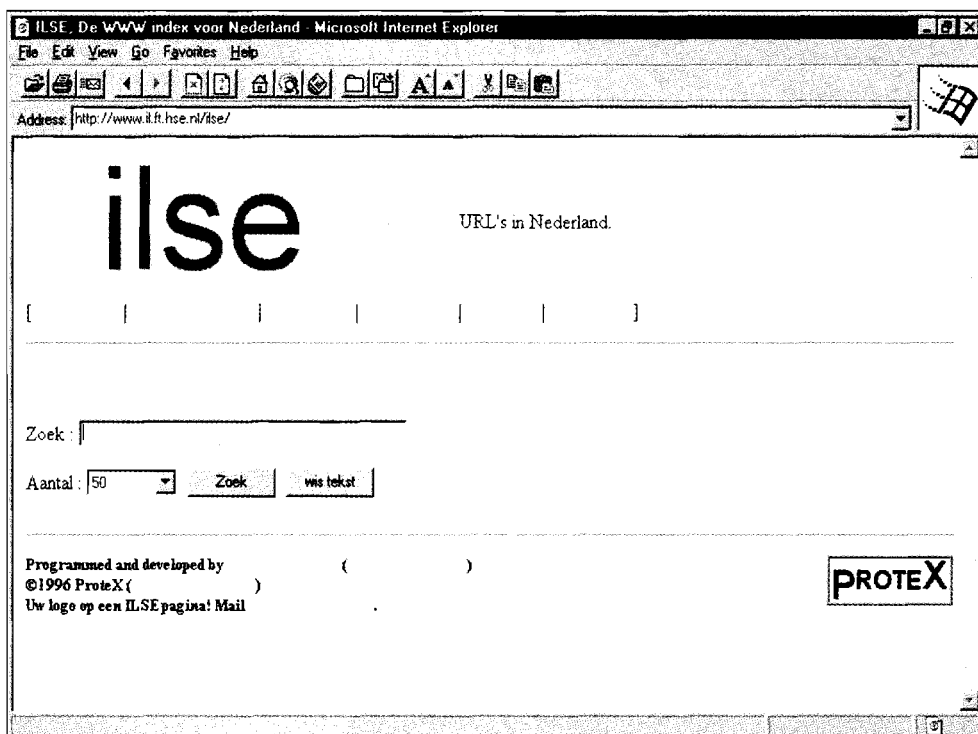 ILSE, De WWW index voor Nederland - Microsoft Internet Explorer
File Edit View Go Favorites Help
Address: http://www.il.ft.hse.nl/ilse/
ilse
URL's in Nederland.
[ | | | | | ]
Zoek :
Aantal : 50 Zoek wis tekst
Programmed and developed by ( )
©1996 ProteX ( )
Uw logo op een ILSE pagina! Mail .
PROTEX